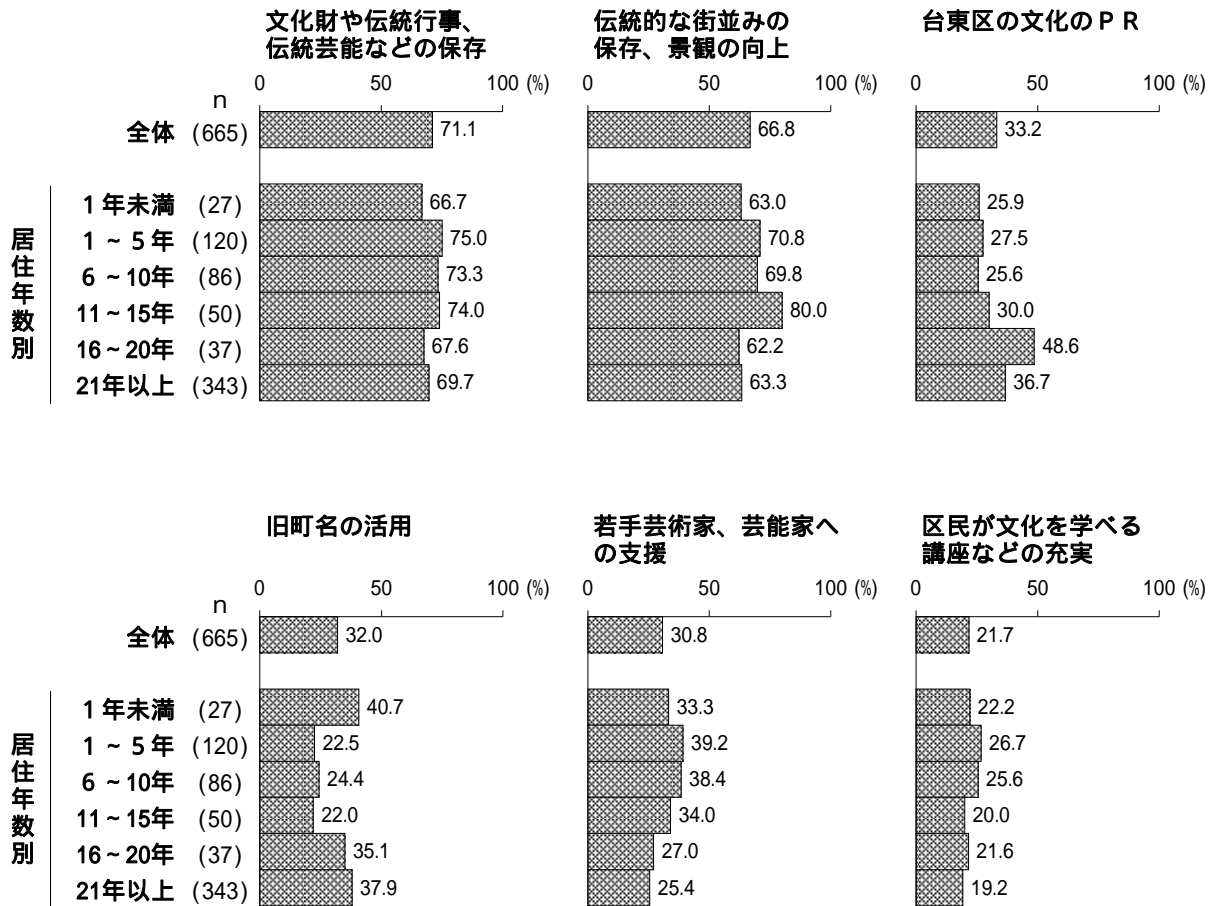 文化財や伝統行事、
伝統芸能などの保存
伝統的な街並みの
保存、景観の向上
台東区の文化のＰＲ
0 50 100 (%) 0 50 100 (%) 0 50 100 (%)
n
全体 (665) 71.1 66.8 33.2
居住年数別
1年未満 (27) 66.7 63.0 25.9
1～5年 (120) 75.0 70.8 27.5
6～10年 (86) 73.3 69.8 25.6
11～15年 (50) 74.0 80.0 30.0
16～20年 (37) 67.6 62.2 48.6
21年以上 (343) 69.7 63.3 36.7
旧町名の活用
若手芸術家、芸能家へ
の支援
区民が文化を学べる
講座などの充実
0 50 100 (%) 0 50 100 (%) 0 50 100 (%)
n
全体 (665) 32.0 30.8 21.7
居住年数別
1年未満 (27) 40.7 33.3 22.2
1～5年 (120) 22.5 39.2 26.7
6～10年 (86) 24.4 38.4 25.6
11～15年 (50) 22.0 34.0 20.0
16～20年 (37) 35.1 27.0 21.6
21年以上 (343) 37.9 25.4 19.2